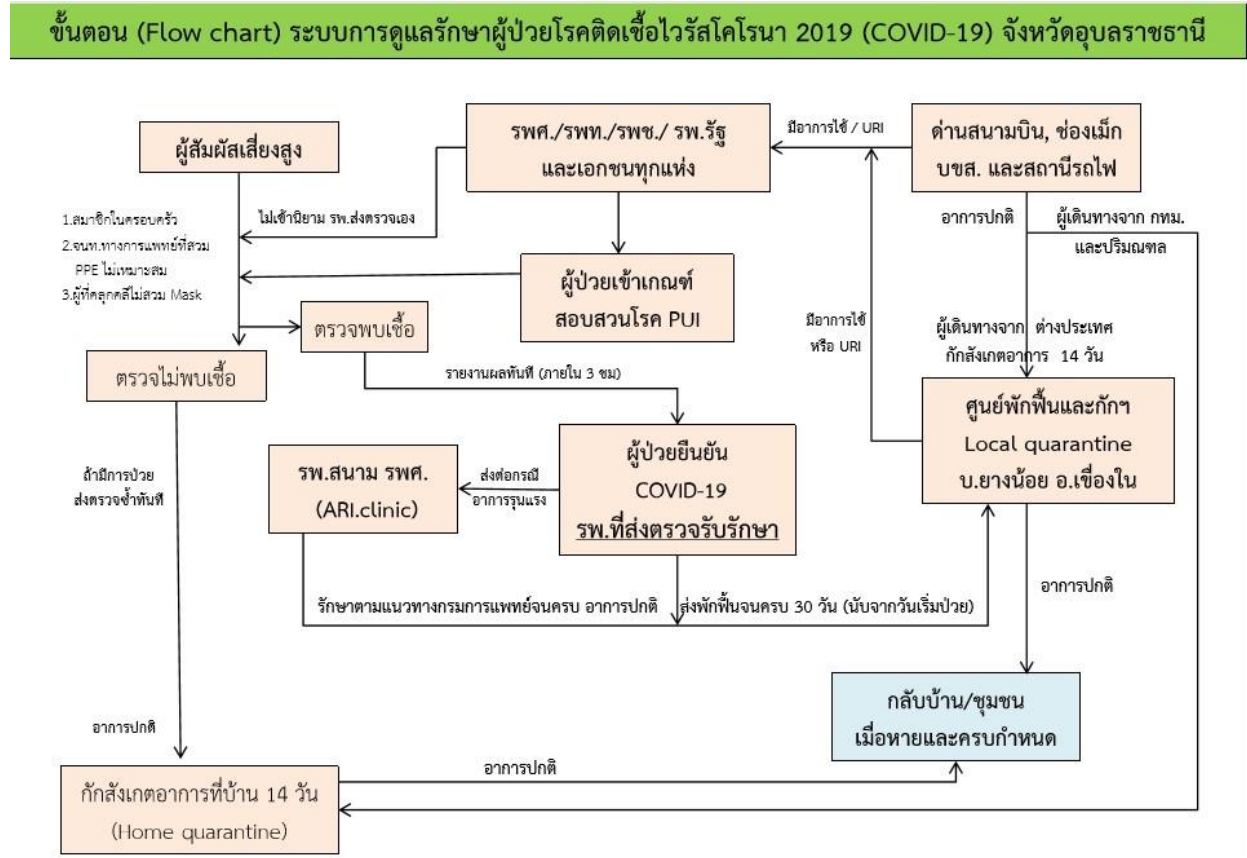 ขั้นตอน (Flow chart) ระบบการดูแลรักษาผู้ป่วยโรคติดเชื้อไวรัสโคโรนา 2019 (COVID-19) จังหวัดอุบลราชธานี
ผู้สัมผัสเสี่ยงสูง
รพศ./รพท./รพช./ รพ.รัฐ
และเอกชนทุกแห่ง
มีอาการไข้ / URI
ด่านสนามบิน, ช่องเม็ก
บขส. และสถานีรถไฟ
1.สมาชิกในครอบครัว
2.จนท.ทางการแพทย์ที่สวม
PPE ไม่เหมาะสม
3.ผู้ที่คลุกคลีไม่สวม Mask
ไม่เข้านิยาม รพ.ส่งตรวจเอง
อาการปกติ
ผู้เดินทางจาก กทม.
และปริมณฑล
ผู้ป่วยเข้าเกณฑ์
สอบสวนโรค PUI
ตรวจพบเชื้อ
มีอาการไข้
หรือ URI
ผู้เดินทางจาก ต่างประเทศ
กักสังเกตอาการ 14 วัน
ตรวจไม่พบเชื้อ
รายงานผลทันที (ภายใน 3 ชม)
ศูนย์พักฟื้นและกักฯ
Local quarantine
บ.ยางน้อย อ.เขื่องใน
ถ้ามีการป่วย
ส่งตรวจซ้ำทันที
รพ.สนาม รพศ.
(ARI.clinic)
ส่งต่อกรณี
อาการรุนแรง
ผู้ป่วยยืนยัน
COVID-19
รพ.ที่ส่งตรวจรับรักษา
รักษาตามแนวทางกรมการแพทย์จนครบ อาการปกติ
ส่งพักฟื้นจนครบ 30 วัน (นับจากวันเริ่มป่วย)
อาการปกติ
กลับบ้าน/ชุมชน
เมื่อหายและครบกำหนด
อาการปกติ
อาการปกติ
กักสังเกตอาการที่บ้าน 14 วัน
(Home quarantine)